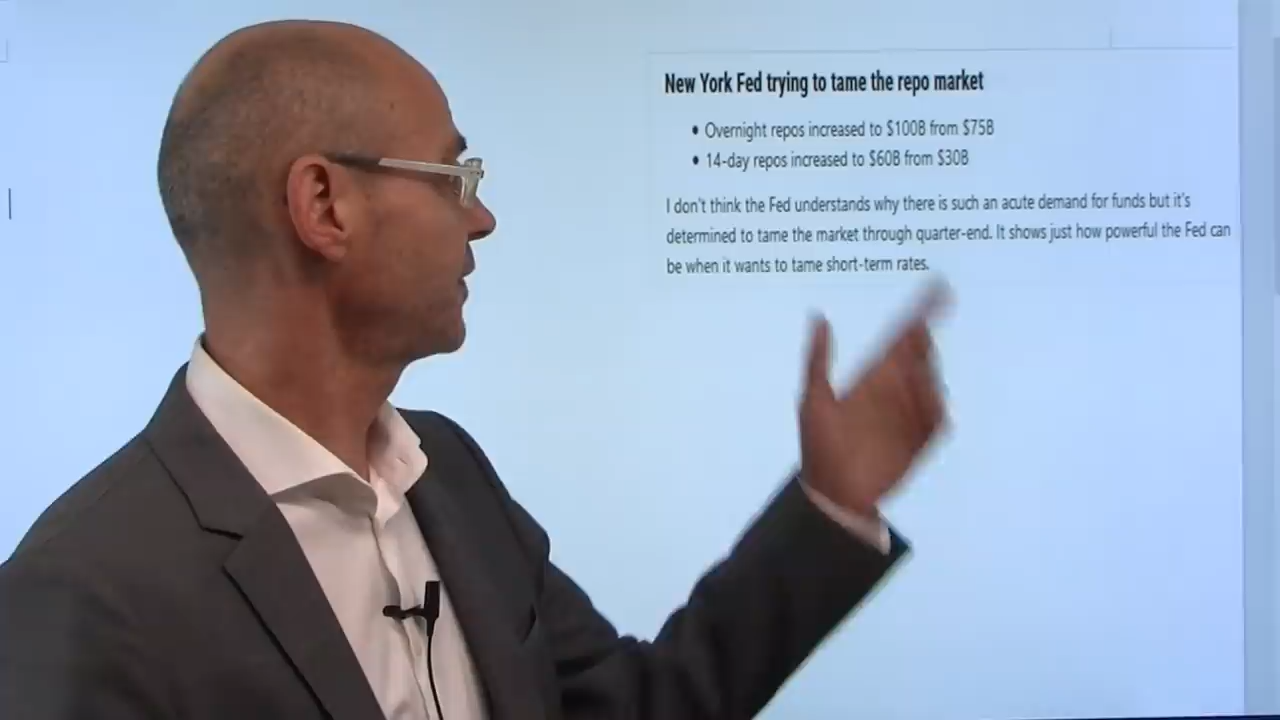 New York Fed trying to tame the repo market
• Overnight repos increased to $100B from $75B
• 14-day repos increased to $60B from $30B
I don't think the Fed understands why there is such an acute demand for funds but it's
determined to tame the market through quarter-end. It shows just how powerful the Fed can
be when it wants to tame short-term rates.